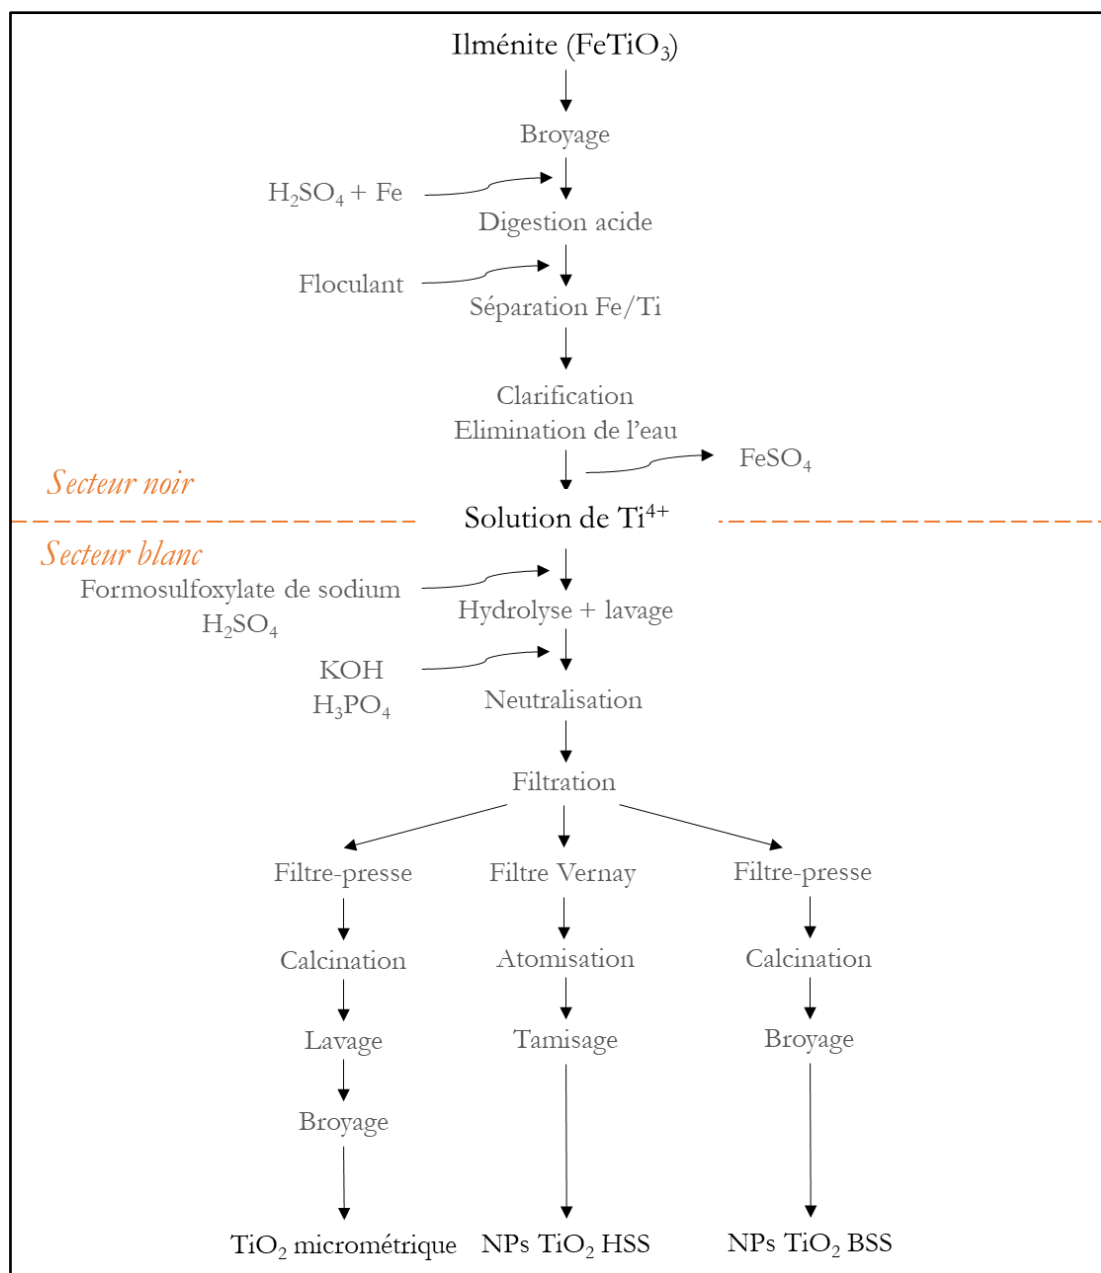 Ilménite (FeTiO₃)
Broyage
H₂SO₄ + Fe
Digestion acide
Floculant
Séparation Fe/Ti
Clarification
Elimination de l’eau
FeSO₄
Secteur noir
Solution de Ti⁴⁺
Secteur blanc
Formosulfoxylate de sodium
H₂SO₄
Hydrolyse + lavage
KOH
H₃PO₄
Neutralisation
Filtration
Filtre-presse
Filtre Vernay
Filtre-presse
Calcination
Atomisation
Calcination
Lavage
Tamisage
Broyage
Broyage
TiO₂ micrométrique
NPs TiO₂ HSS
NPs TiO₂ BSS